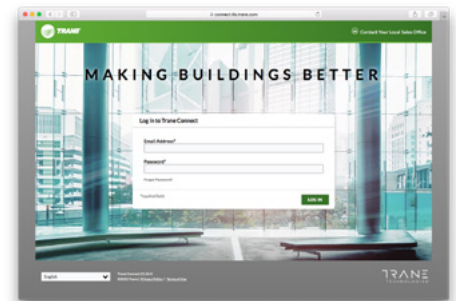 TRANE
Contact Your Local Sales Office
MAKING BUILDINGS BETTER
Log in to Trane Connect
Email Address*
Password*
Forgot Password?
*required field
LOG IN
English
TRANE
TECHNOLOGIES